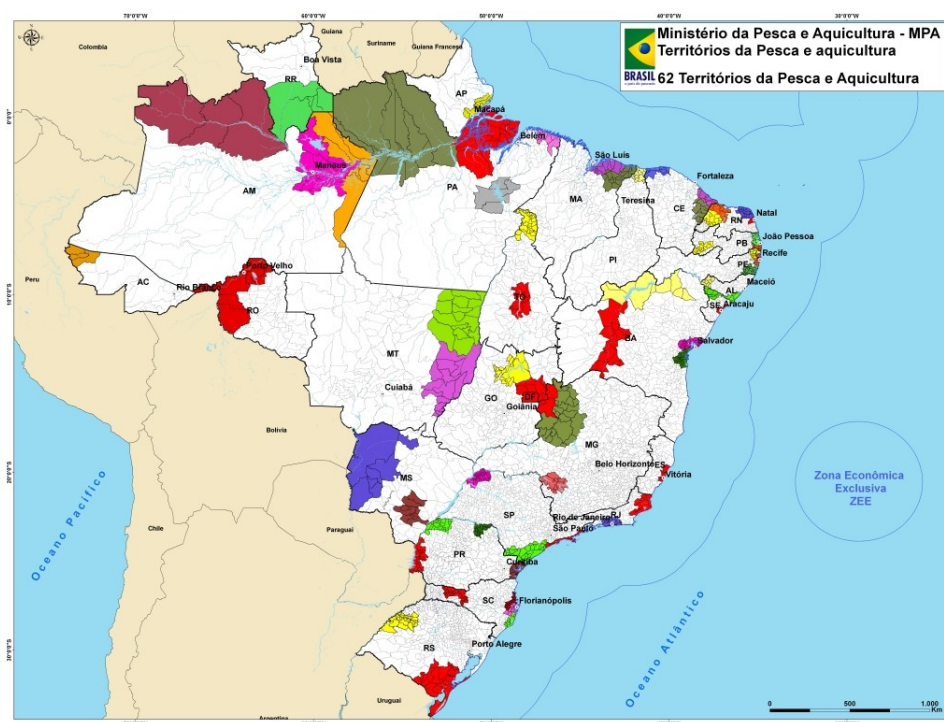 Ministério da Pesca e Aquicultura - MPA
Territórios da Pesca e aquicultura
62 Territórios da Pesca e Aquicultura
BRASIL
Colombia
Guiana
Suriname
Guiana Francesa
Boa Vista
RR
AP
Macapá
Belém
São Luís
Fortaleza
Manaus
AM
PA
MA
Teresina
CE
RN
Natal
PB
João Pessoa
Recife
PE
Maceió
AL
SE
Aracaju
PI
Peru
AC
Rio Branco
Porto Velho
RO
TO
BA
Salvador
MT
Cuiabá
GO
DF
Goiânia
MG
Bolivia
Belo Horizonte
ES
Vitória
MS
SP
Rio de Janeiro
RJ
São Paulo
Zona Econômica
Exclusiva
ZEE
Oceano Pacífico
Chile
Paraguai
PR
Curitiba
SC
Florianópolis
RS
Porto Alegre
Oceano Atlântico
Uruguai
Argentina
0
500
1.000
Km